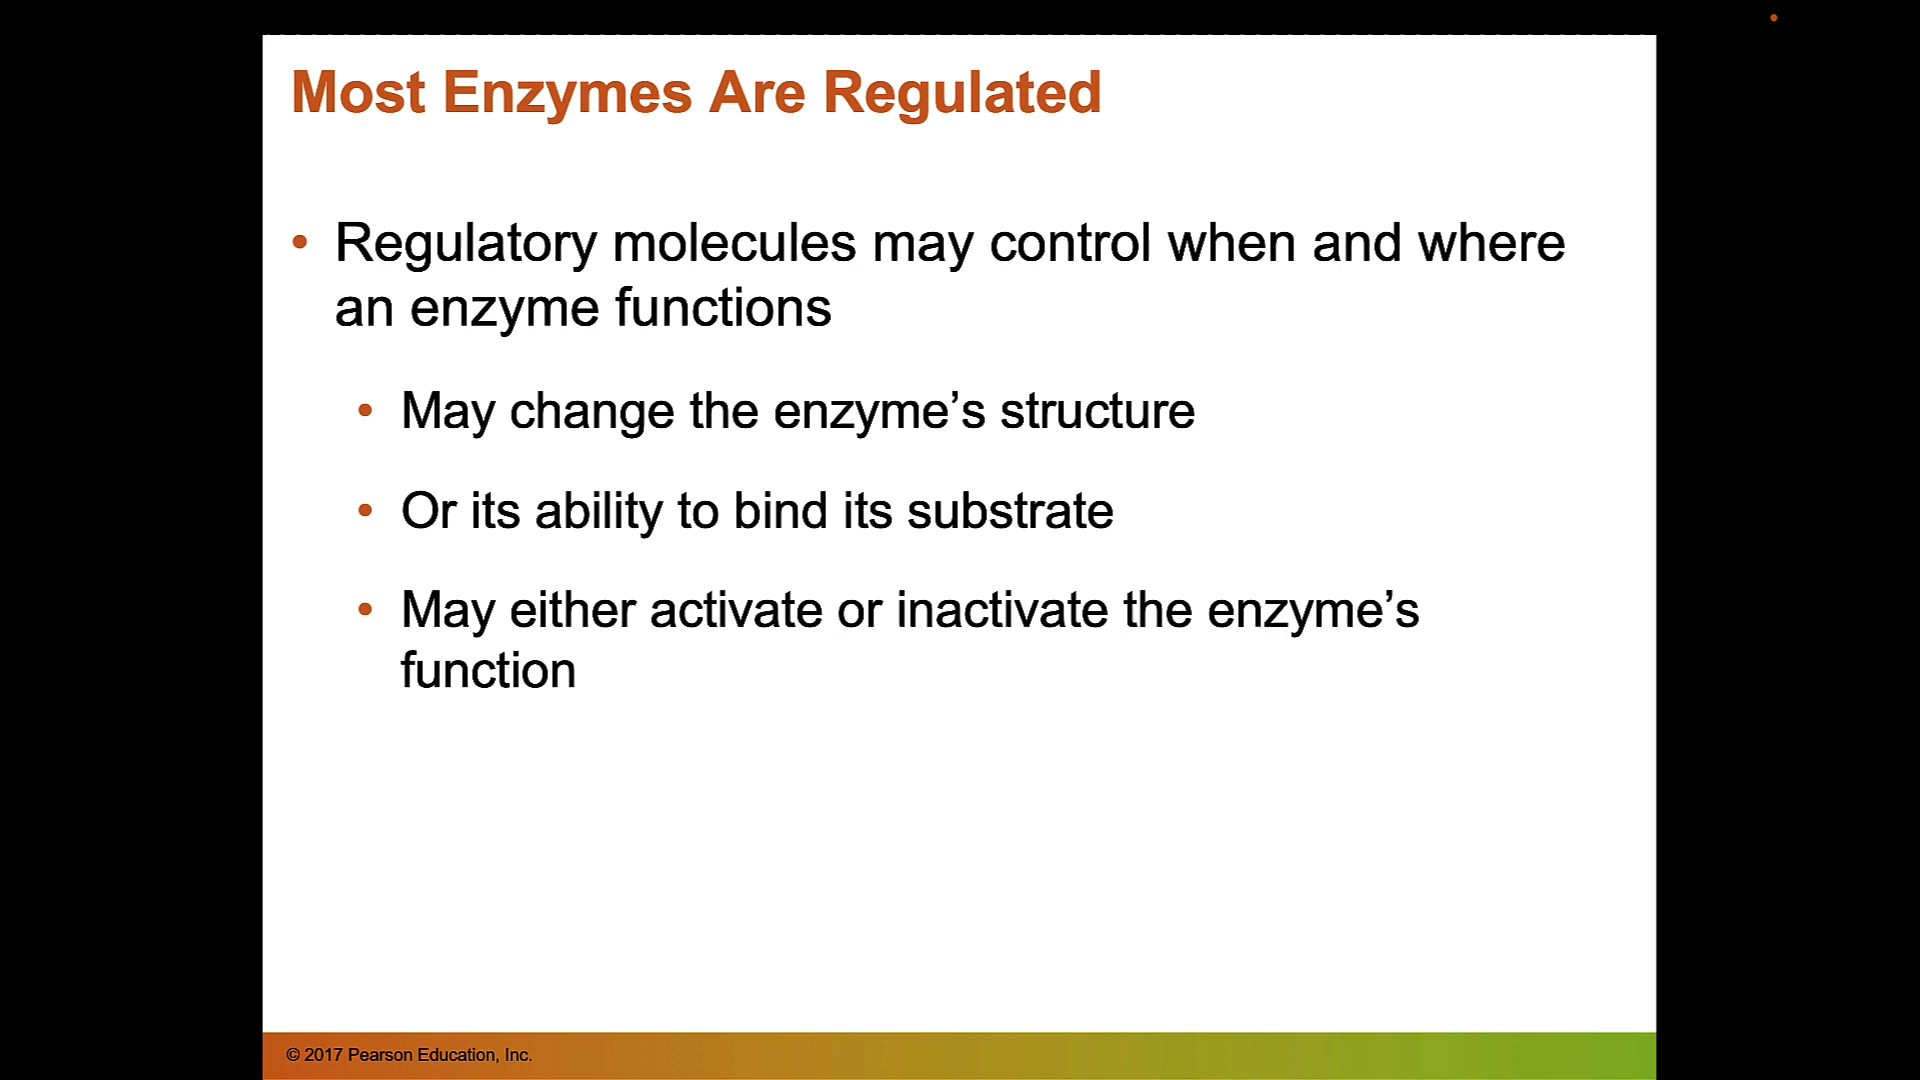 Most Enzymes Are Regulated
• Regulatory molecules may control when and where
an enzyme functions
• May change the enzyme’s structure
• Or its ability to bind its substrate
• May either activate or inactivate the enzyme’s
function
© 2017 Pearson Education, Inc.